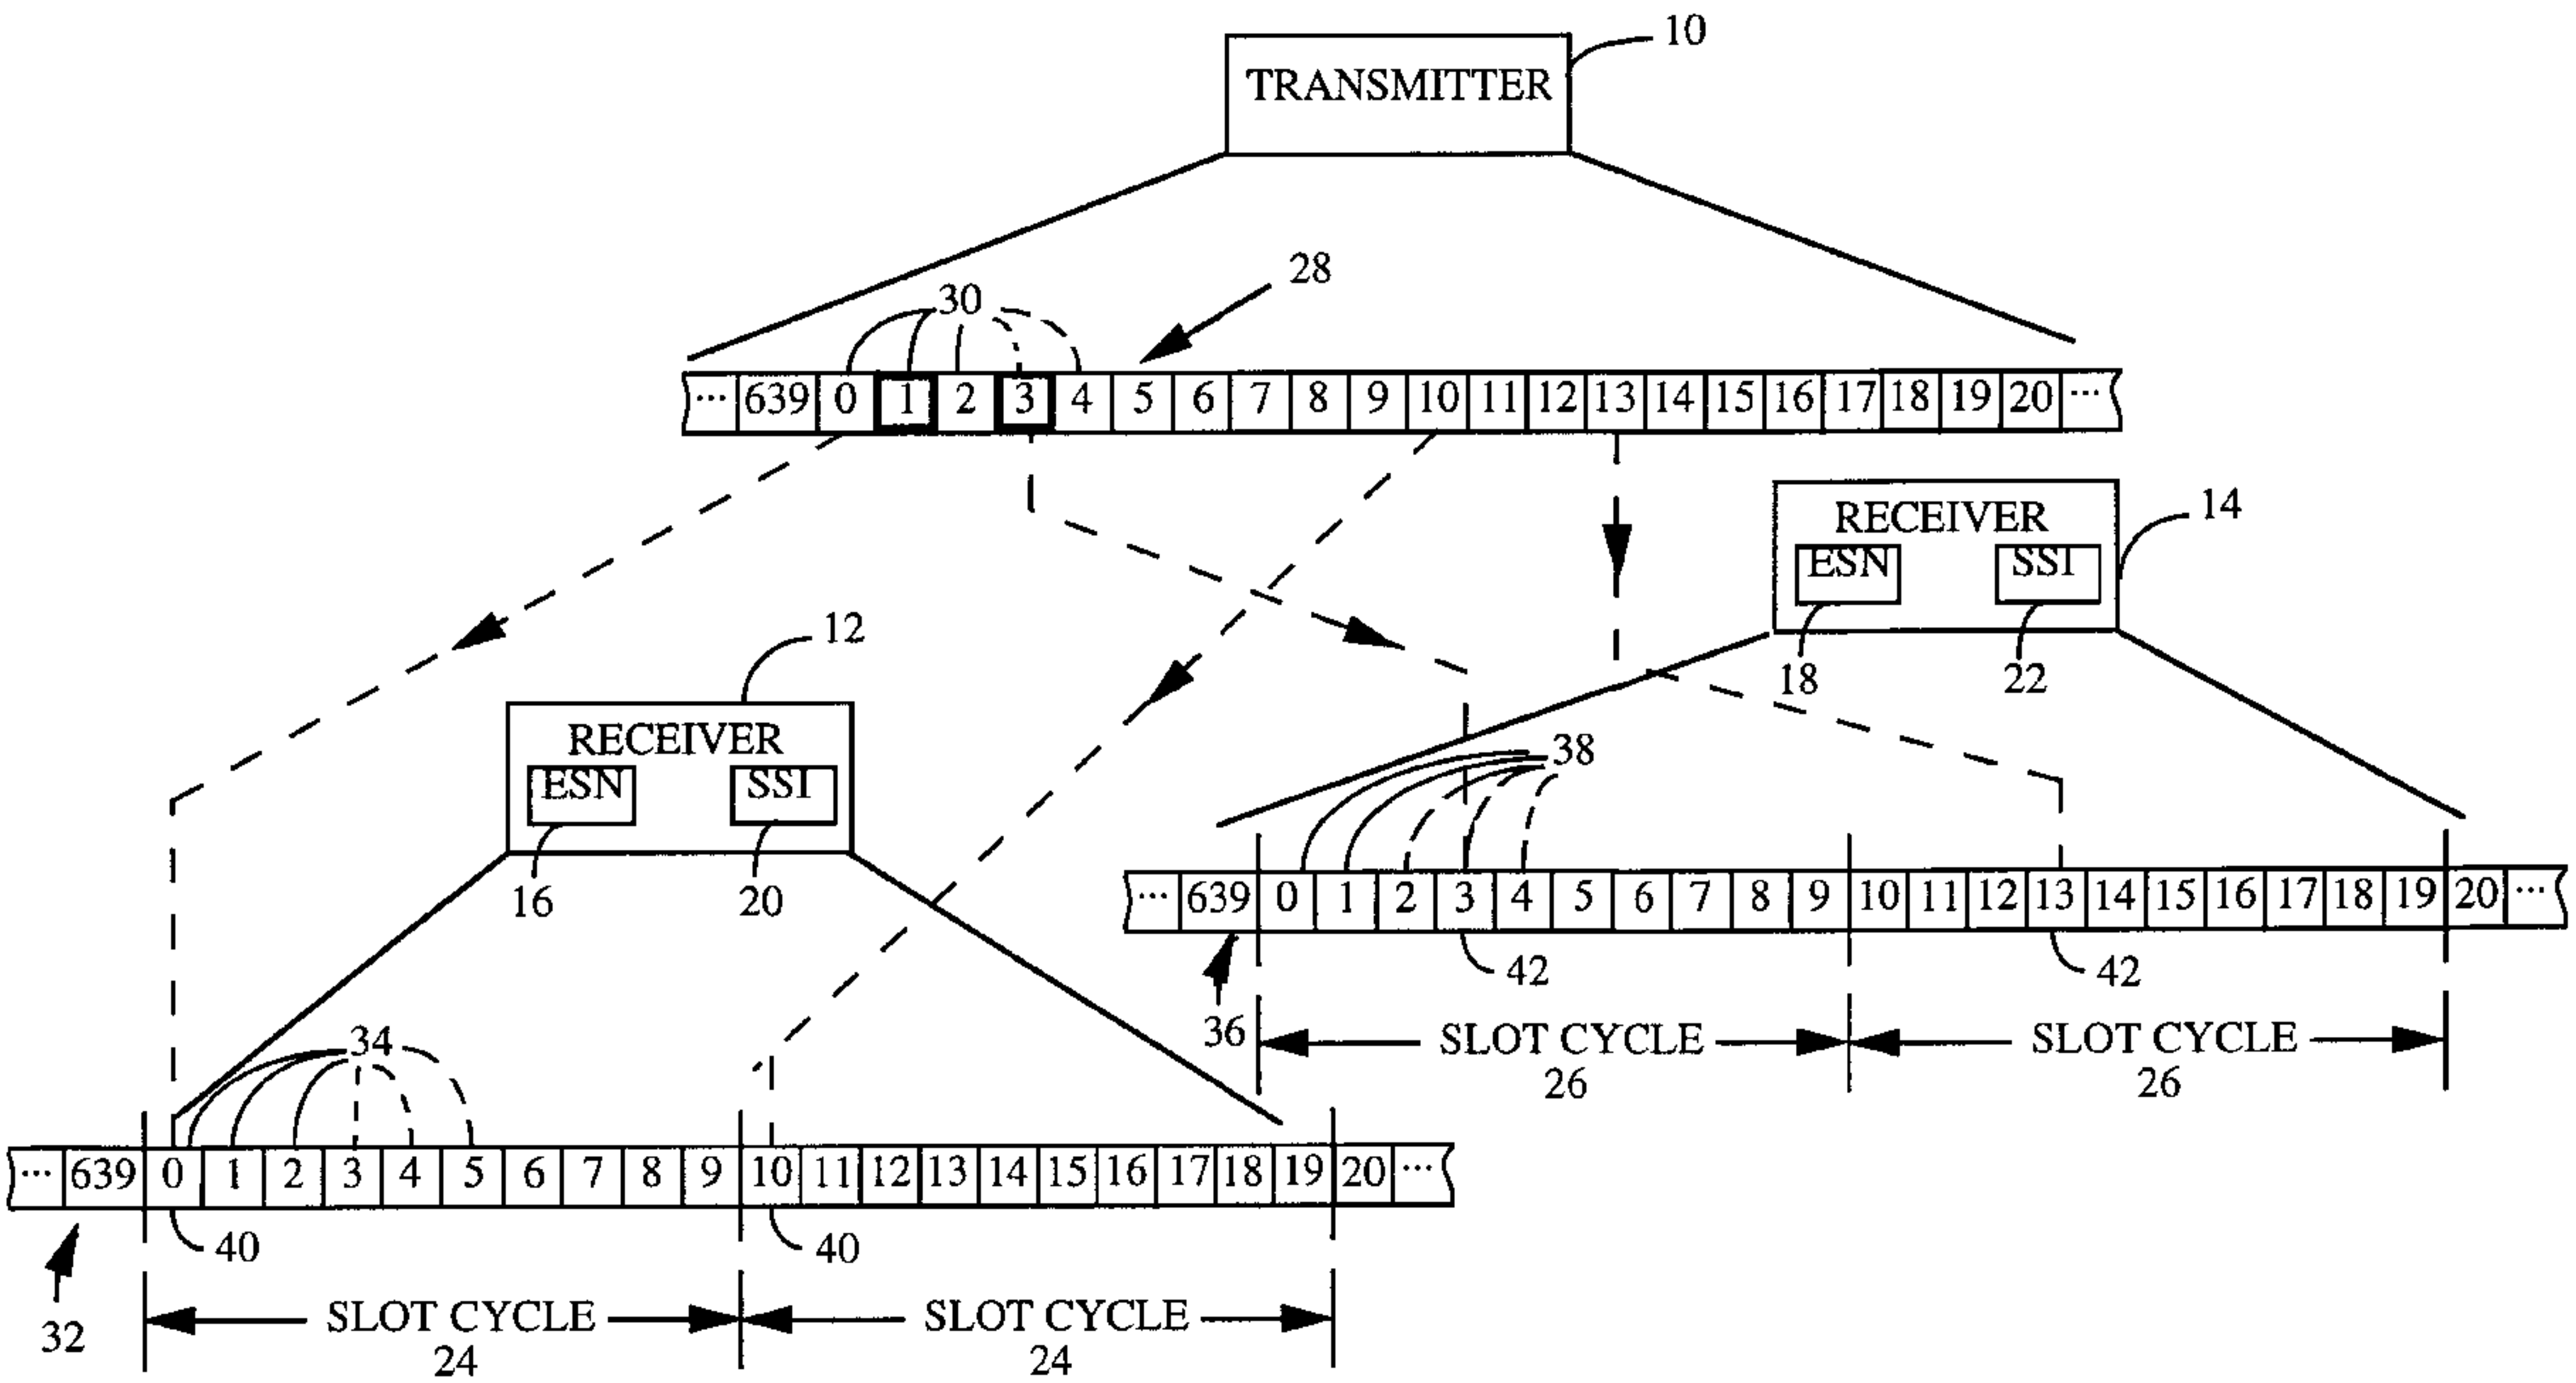 10
TRANSMITTER
28
30
... 639 0 1 2 3 4 5 6 7 8 9 10 11 12 13 14 15 16 17 18 19 20 ...
RECEIVER
14
ESN SSI
18 22
12
RECEIVER
ESN SSI
16 20
38
... 639 0 1 2 3 4 5 6 7 8 9 10 11 12 13 14 15 16 17 18 19 20 ...
42 42
36
SLOT CYCLE SLOT CYCLE
26 26
34
... 639 0 1 2 3 4 5 6 7 8 9 10 11 12 13 14 15 16 17 18 19 20 ...
40 40
32
SLOT CYCLE SLOT CYCLE
24 24